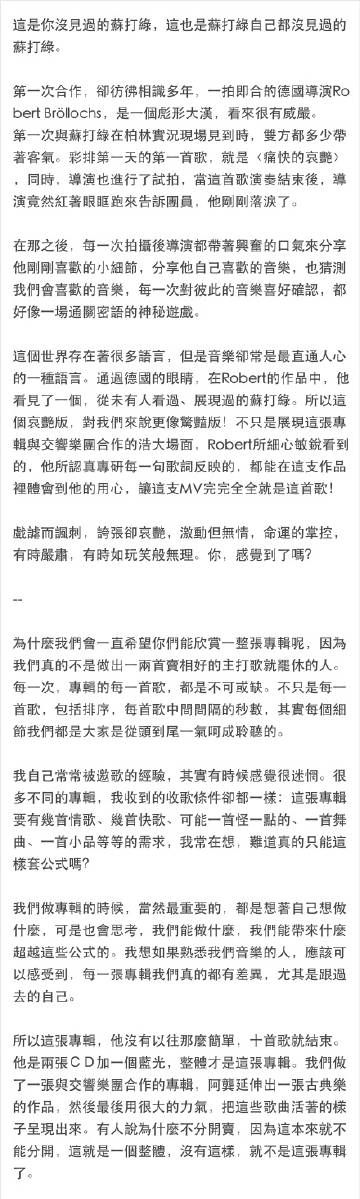 這是你沒見過的蘇打綠，這也是蘇打綠自己都沒見過的
蘇打綠。
第一次合作，卻彷彿相識多年，一拍即合的德國導演Ro
bert Bröllochs，是一個彪形大漢，看來很有威嚴。
第一次與蘇打綠在柏林實況現場見到時，雙方都多少帶
著客氣。彩排第一天的第一首歌，就是〈痛快的哀艷〉
，同時，導演也進行了試拍，當這首歌演奏結束後，導
演竟然紅著眼眶跑來告訴團員，他剛剛落淚了。
在那之後，每一次拍攝後導演都帶著興奮的口氣來分享
他剛剛喜歡的小細節，分享他自己喜歡的音樂，也猜測
我們會喜歡的音樂，每一次對彼此的音樂喜好確認，都
好像一場通關密語的神秘遊戲。
這個世界存在著很多語言，但是音樂卻常是最直通人心
的一種語言。通過德國的眼睛，在Robert的作品中，他
看見了一個，從未有人看過、展現過的蘇打綠。所以這
個哀艷版，對我們來說更像驚豔版！不只是展現這張專
輯與交響樂團合作的浩大場面，Robert所細心敏銳看到
的，他所認真專研每一句歌詞反映的，都能在這支作品
裡體會到他的用心，讓這支MV完完全全就是這首歌！
戲謔而諷刺，誇張卻哀艷，激動但無情，命運的掌控，
有時嚴肅，有時如玩笑般無理。你，感覺到了嗎?
--
為什麼我們會一直希望你們能欣賞一整張專輯呢，因為
我們真的不是做出一兩首賣相好的主打歌就罷休的人。
每一次，專輯的每一首歌，都是不可或缺。不只是每一
首歌，包括排序，每首歌中間間隔的秒數，其實每個細
節我們都是大家是從頭到尾一氣呵成聆聽的。
我自己常常被邀歌的經驗，其實有時候感覺很迷惘。很
多不同的專輯，我收到的收歌條件卻都一樣：這張專輯
要有幾首情歌、幾首快歌、可能一首怪一點的、一首舞
曲、一首小品等等的需求，我常在想，難道真的只能這
樣套公式嗎?
我們做專輯的時候，當然最重要的，都是想著自己想做
什麼，可是也會思考，我們能做什麼，我們能帶來什麼
超越這些公式的。我想如果熟悉我們音樂的人，應該可
以感受到，每一張專輯我們真的都有差異，尤其是跟過
去的自己。
所以這張專輯，他沒有以往那麼簡單，十首歌就結束。
他是兩張ＣＤ加一個藍光，整體才是這張專輯。我們做
了一張與交響樂團合作的專輯，阿龔延伸出一張古典樂
的作品，然後最後用很大的力氣，把這些歌曲活著的樣
子呈現出來。有人說為什麼不分開賣，因為這本來就不
能分開，這就是一個整體，沒有這樣，就不是這張專輯
了。